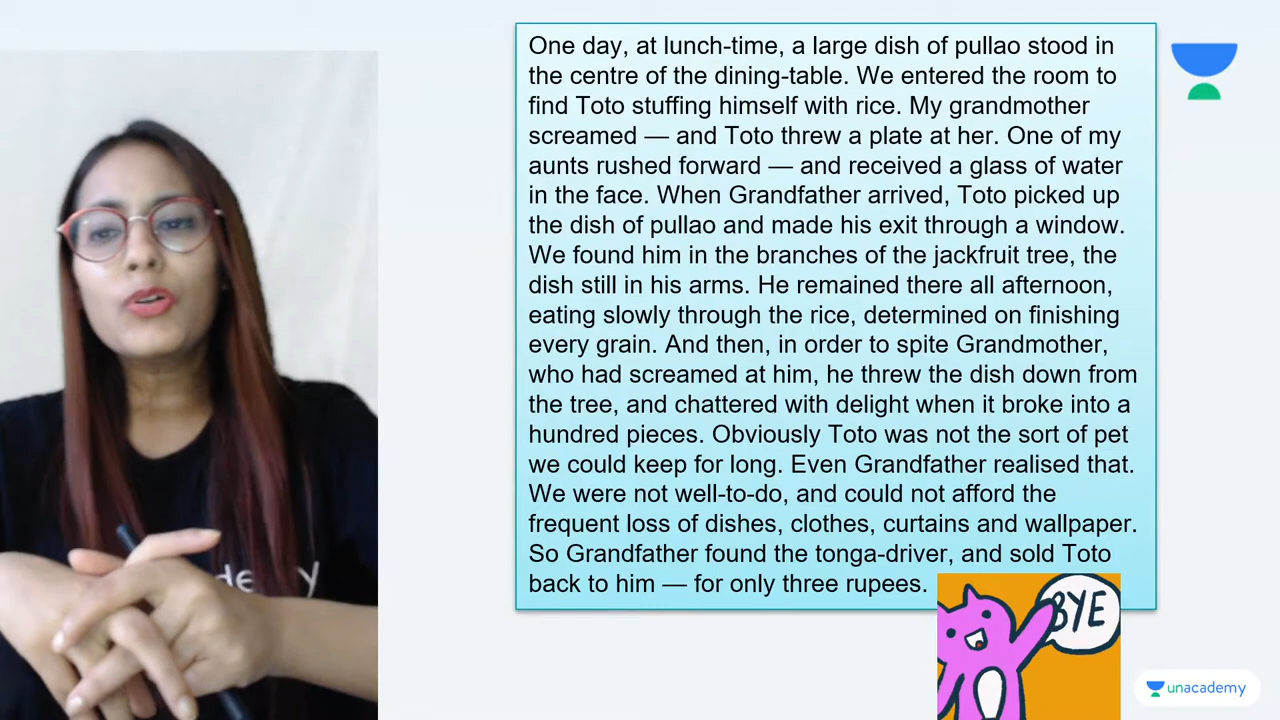 One day, at lunch-time, a large dish of pullao stood in
the centre of the dining-table. We entered the room to
find Toto stuffing himself with rice. My grandmother
screamed — and Toto threw a plate at her. One of my
aunts rushed forward — and received a glass of water
in the face. When Grandfather arrived, Toto picked up
the dish of pullao and made his exit through a window.
We found him in the branches of the jackfruit tree, the
dish still in his arms. He remained there all afternoon,
eating slowly through the rice, determined on finishing
every grain. And then, in order to spite Grandmother,
who had screamed at him, he threw the dish down from
the tree, and chattered with delight when it broke into a
hundred pieces. Obviously Toto was not the sort of pet
we could keep for long. Even Grandfather realised that.
We were not well-to-do, and could not afford the
frequent loss of dishes, clothes, curtains and wallpaper.
So Grandfather found the tonga-driver, and sold Toto
back to him — for only three rupees.
BYE
unacademy